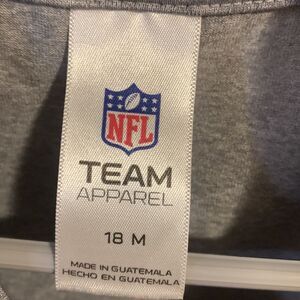 NFL
TEAM
APPAREL
18 M
MADE IN GUATEMALA
HECHO EN GUATEMALA